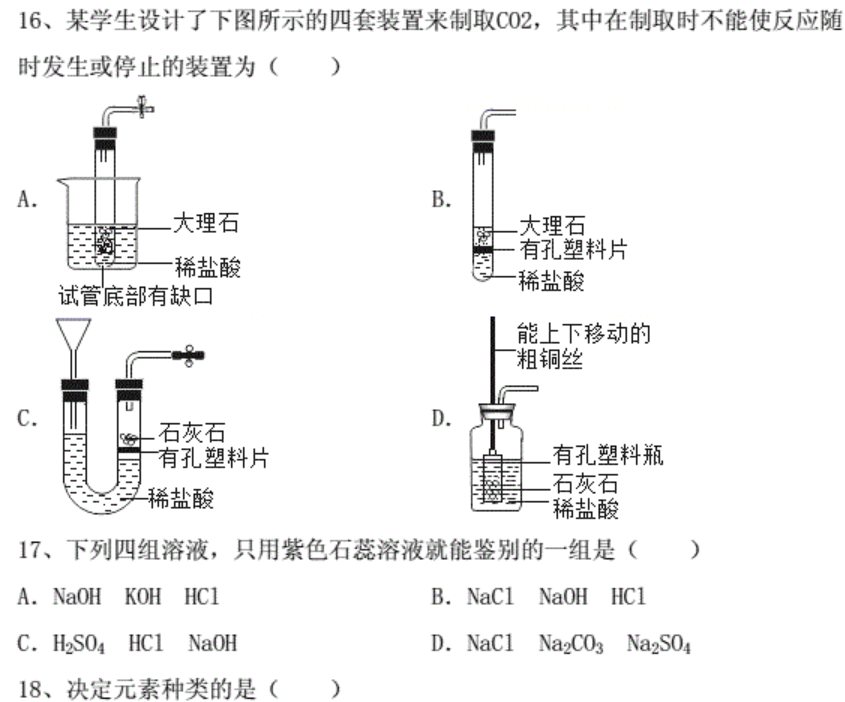 16、某学生设计了下图所示的四套装置来制取CO2，其中在制取时不能使反应随
时发生或停止的装置为（　　）
A.
大理石
稀盐酸
试管底部有缺口
B.
大理石
有孔塑料片
稀盐酸
C.
石灰石
有孔塑料片
稀盐酸
D.
能上下移动的
粗铜丝
有孔塑料瓶
石灰石
稀盐酸
17、下列四组溶液，只用紫色石蕊溶液就能鉴别的一组是（　　）
A. NaOH KOH HCl
B. NaCl NaOH HCl
C. H₂SO₄ HCl NaOH
D. NaCl Na₂CO₃ Na₂SO₄
18、决定元素种类的是（　　）